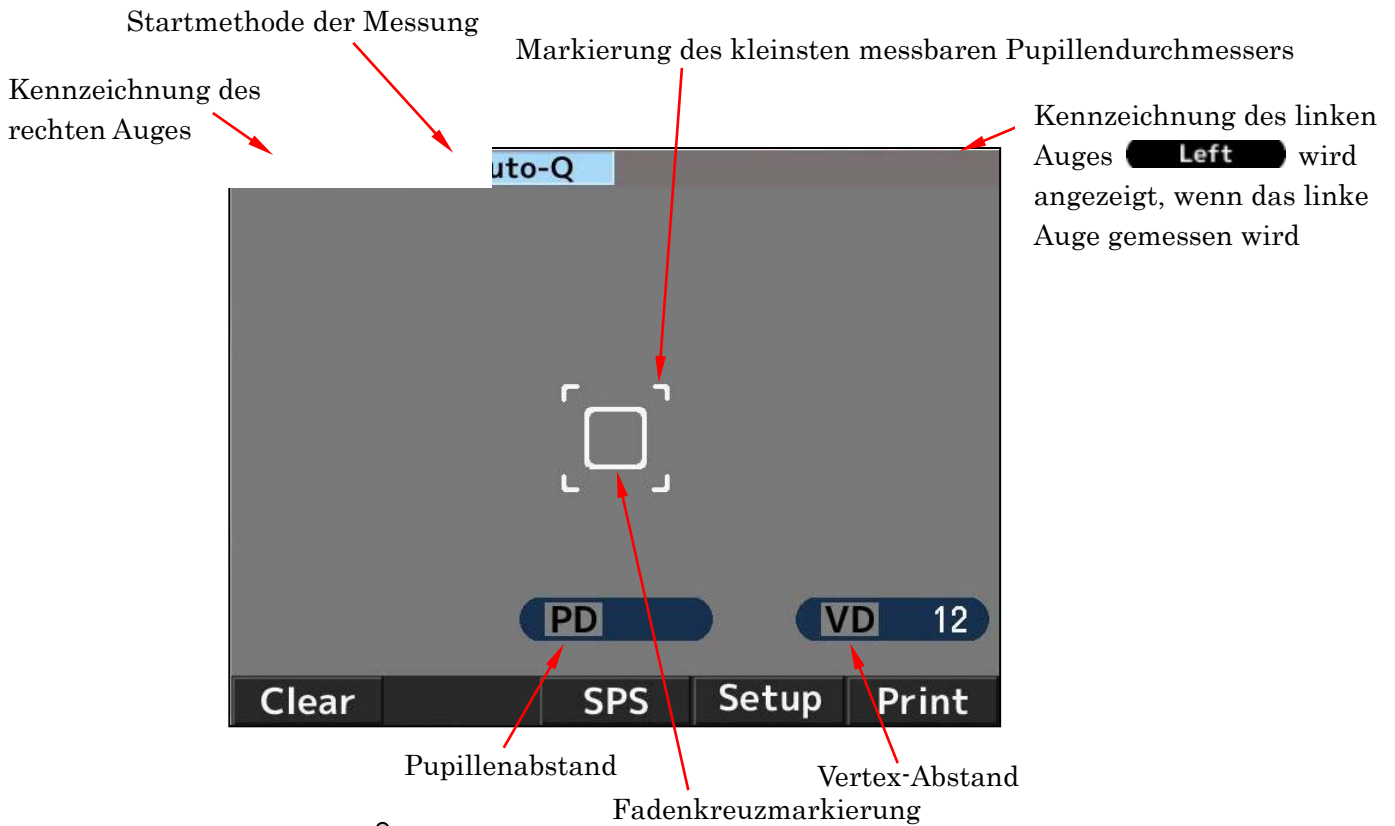 Startmethode der Messung
Markierung des kleinsten messbaren Pupillendurchmessers
Kennzeichnung des
rechten Auges
Kennzeichnung des linken
Auges Left wird
angezeigt, wenn das linke
Auge gemessen wird
uto-Q
PD
VD 12
Clear SPS Setup Print
Pupillenabstand
Vertex-Abstand
Fadenkreuzmarkierung